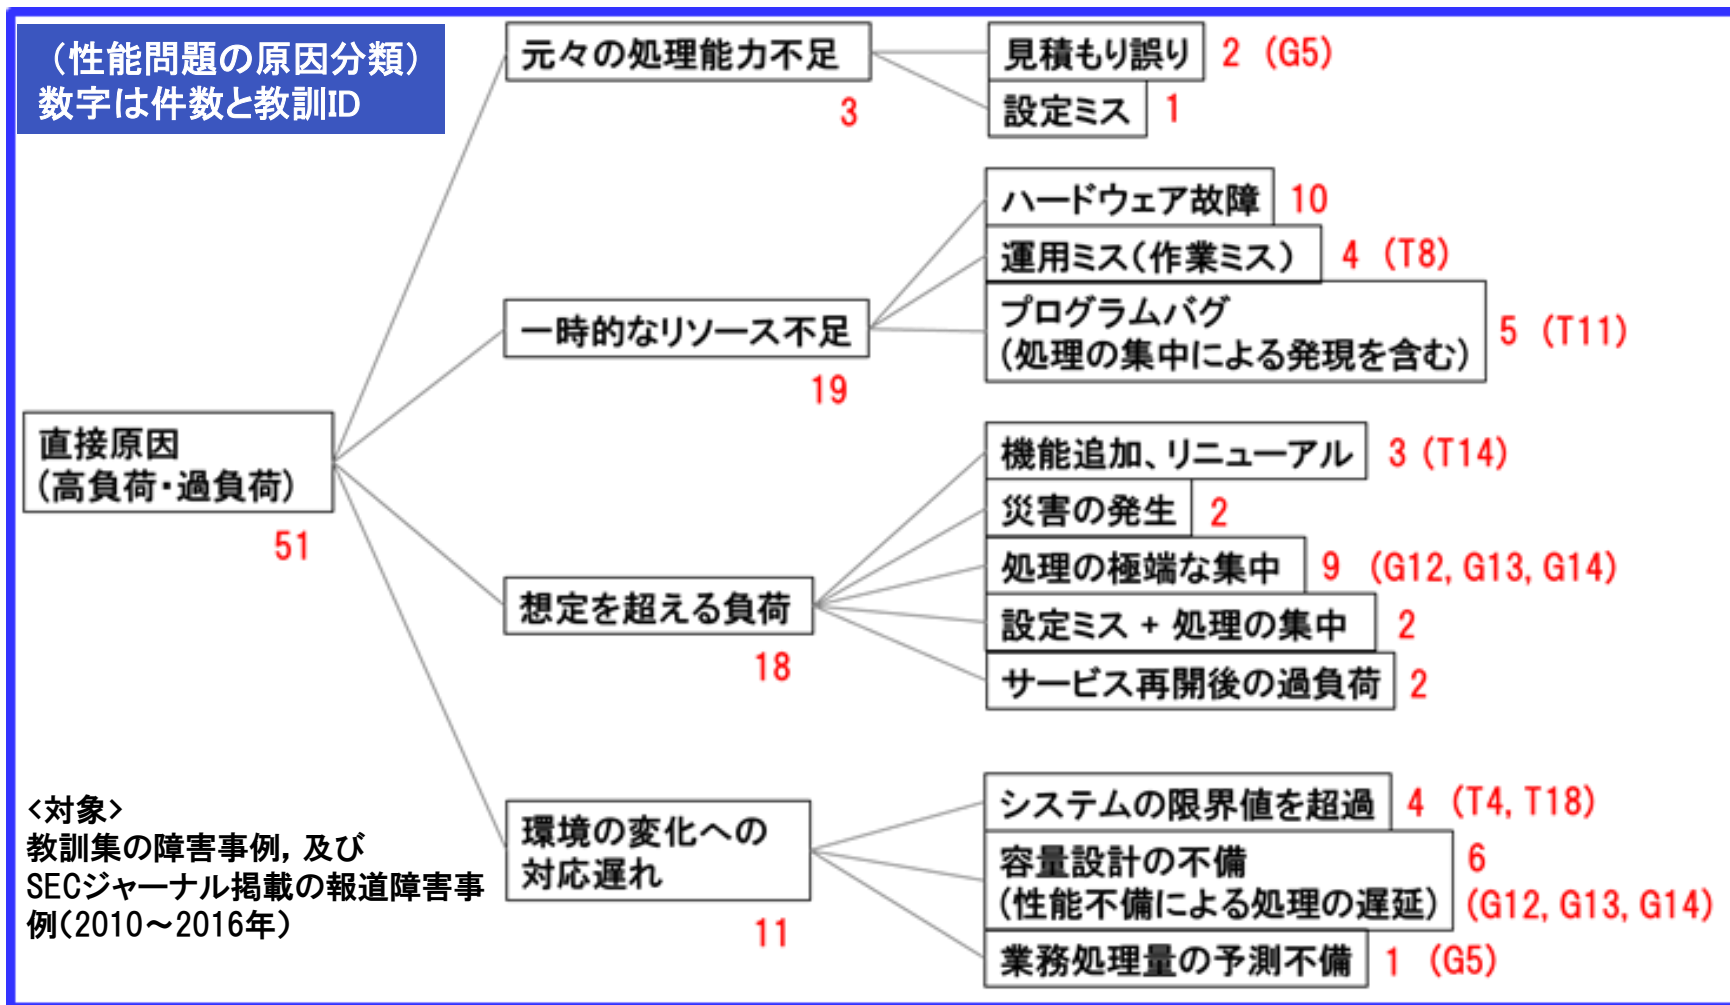 （性能問題の原因分類）
数字は件数と教訓ID
元々の処理能力不足
3
見積もり誤り
2 (G5)
設定ミス
1
一時的なリソース不足
19
ハードウェア故障
10
運用ミス（作業ミス）
4 (T8)
プログラムバグ
（処理の集中による発現を含む）
5 (T11)
直接原因
（高負荷・過負荷）
51
想定を超える負荷
18
機能追加、リニューアル
3 (T14)
災害の発生
2
処理の極端な集中
9 (G12, G13, G14)
設定ミス + 処理の集中
2
サービス再開後の過負荷
2
環境の変化への
対応遅れ
11
システムの限界値を超過
4 (T4, T18)
容量設計の不備
（性能不備による処理の遅延）
6
(G12, G13, G14)
業務処理量の予測不備
1 (G5)
<対象>
教訓集の障害事例, 及び
SECジャーナル掲載の報道障害事
例（2010～2016年）